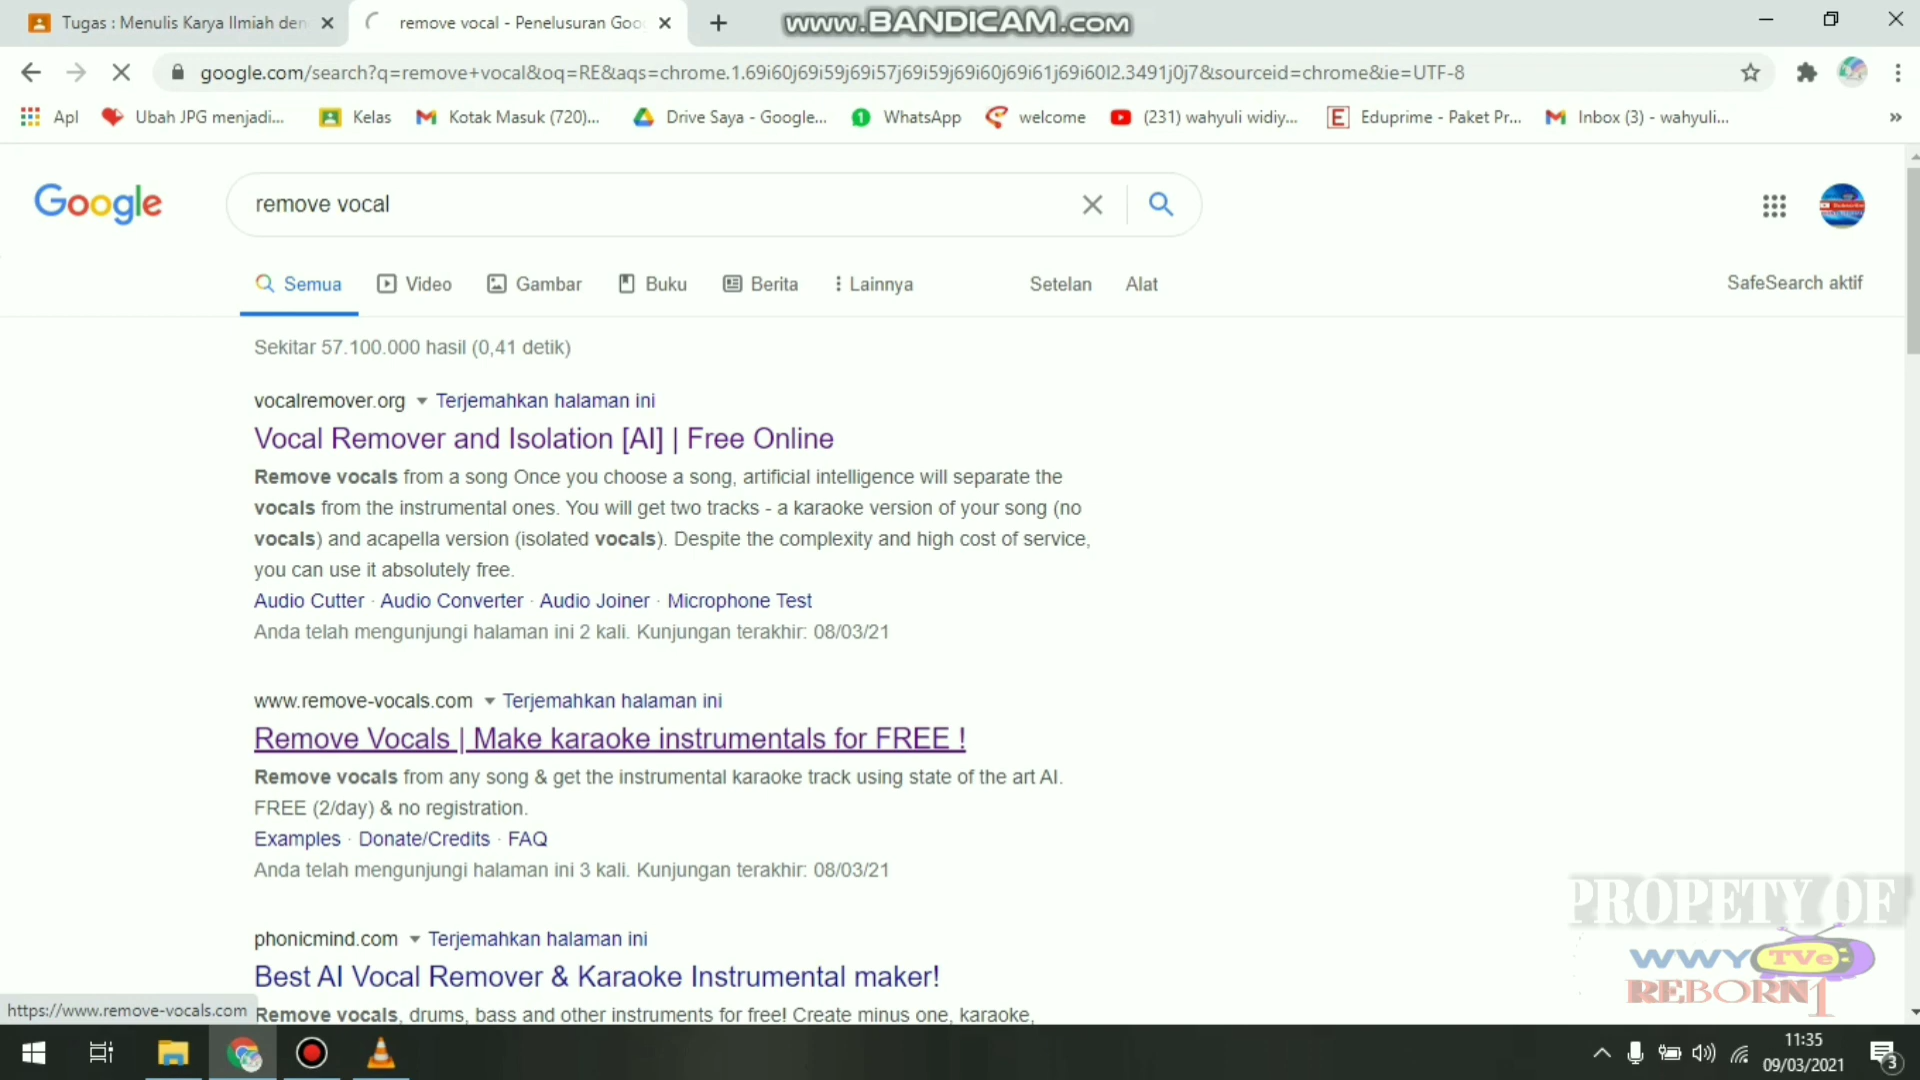 Tugas : Menulis Karya Ilmiah den
remove vocal - Penelusuran Goo
www.BANDICAM.com
google.com/search?q=remove+vocal&oq=RE&aqs=chrome.1.69i60j69i59j69i57j69i59j69i60j69i61j69i60l2.3491j0j7&sourceid=chrome&ie=UTF-8
Apl
Ubah JPG menjadi...
Kelas
Kotak Masuk (720)...
Drive Saya - Google...
1
WhatsApp
welcome
(231) wahyuli widiy...
E
Eduprime - Paket Pr...
Inbox (3) - wahyuli...
»
Google
remove vocal
Semua
Video
Gambar
Buku
Berita
Lainnya
Setelan
Alat
SafeSearch aktif
Sekitar 57.100.000 hasil (0,41 detik)
vocalremover.org
Terjemahkan halaman ini
Vocal Remover and Isolation [AI] | Free Online
Remove vocals from a song Once you choose a song, artificial intelligence will separate the
vocals from the instrumental ones. You will get two tracks - a karaoke version of your song (no
vocals) and acapella version (isolated vocals). Despite the complexity and high cost of service,
you can use it absolutely free.
Audio Cutter · Audio Converter · Audio Joiner · Microphone Test
Anda telah mengunjungi halaman ini 2 kali. Kunjungan terakhir: 08/03/21
www.remove-vocals.com
Terjemahkan halaman ini
Remove Vocals | Make karaoke instrumentals for FREE !
Remove vocals from any song & get the instrumental karaoke track using state of the art AI.
FREE (2/day) & no registration.
Examples · Donate/Credits · FAQ
Anda telah mengunjungi halaman ini 3 kali. Kunjungan terakhir: 08/03/21
phonicmind.com
Terjemahkan halaman ini
Best AI Vocal Remover & Karaoke Instrumental maker!
Remove vocals, drums, bass and other instruments for free! Create minus one, karaoke,
https://www.remove-vocals.com
PROPETY OF
WWY TVe
REBORN1
11:35
09/03/2021
3